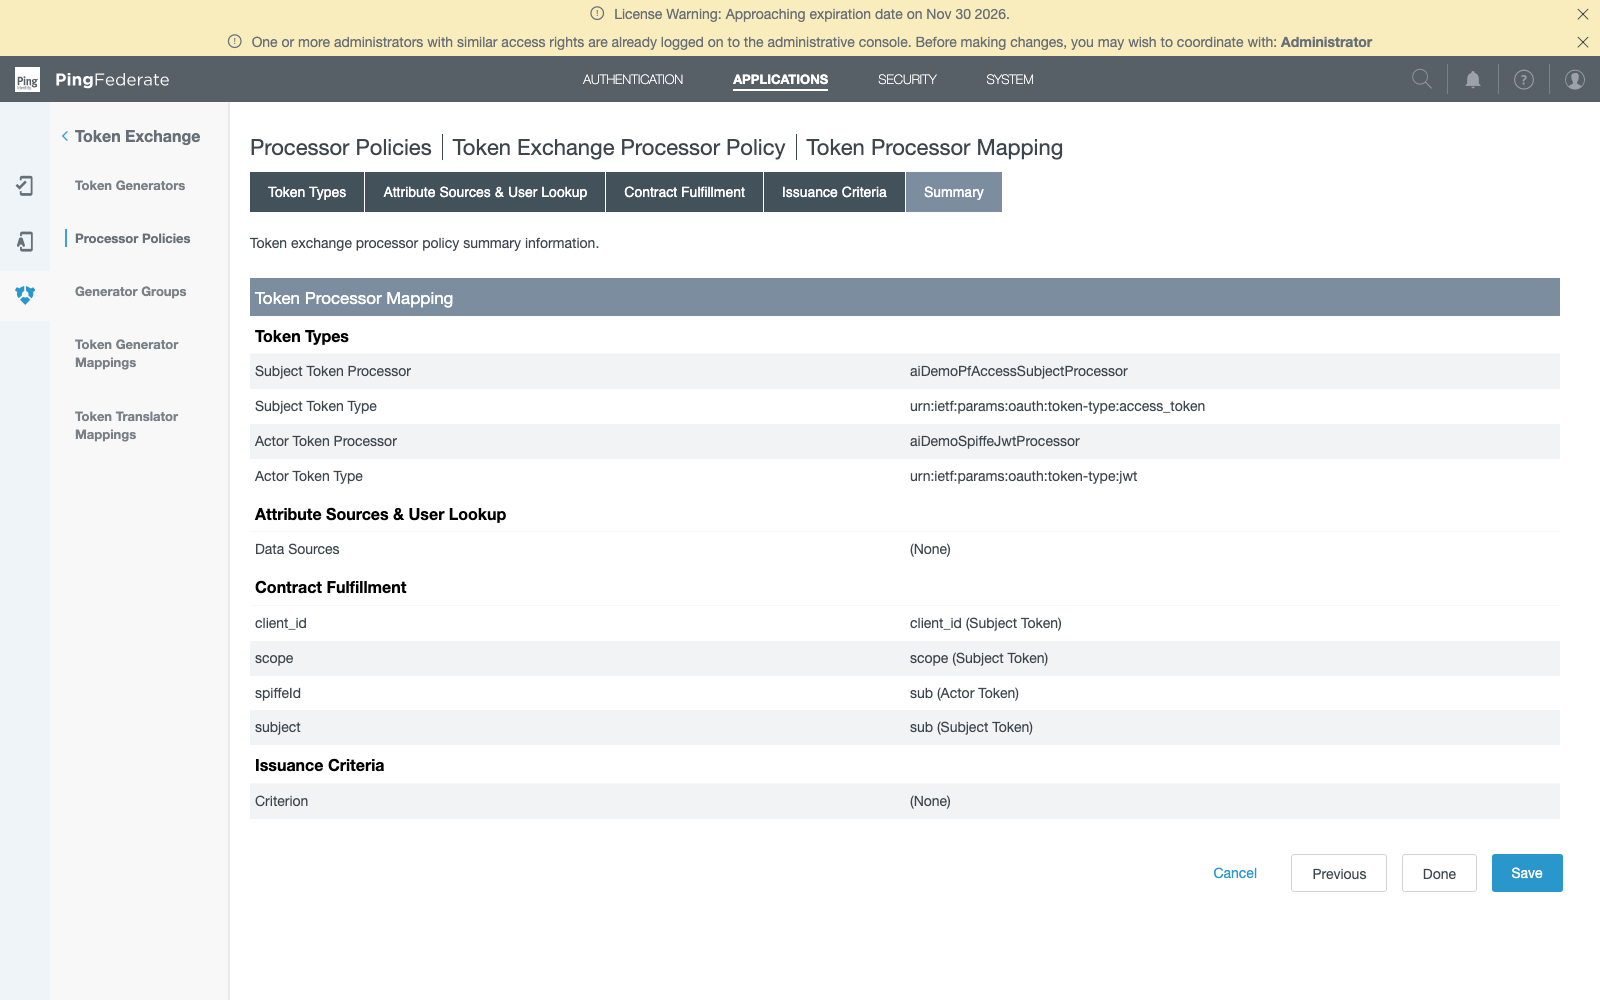 License Warning: Approaching expiration date on Nov 30 2026.
One or more administrators with similar access rights are already logged on to the administrative console. Before making changes, you may wish to coordinate with: Administrator
Ping
PingFederate
AUTHENTICATION
APPLICATIONS
SECURITY
SYSTEM
Token Exchange
Token Generators
Processor Policies
Generator Groups
Token Generator
Mappings
Token Translator
Mappings
Processor Policies | Token Exchange Processor Policy | Token Processor Mapping
Token Types
Attribute Sources & User Lookup
Contract Fulfillment
Issuance Criteria
Summary
Token exchange processor policy summary information.
Token Processor Mapping
Token Types
Subject Token Processor aiDemoPfAccessSubjectProcessor
Subject Token Type urn:ietf:params:oauth:token-type:access_token
Actor Token Processor aiDemoSpiffeJwtProcessor
Actor Token Type urn:ietf:params:oauth:token-type:jwt
Attribute Sources & User Lookup
Data Sources (None)
Contract Fulfillment
client_id client_id (Subject Token)
scope scope (Subject Token)
spiffeId sub (Actor Token)
subject sub (Subject Token)
Issuance Criteria
Criterion (None)
Cancel
Previous
Done
Save